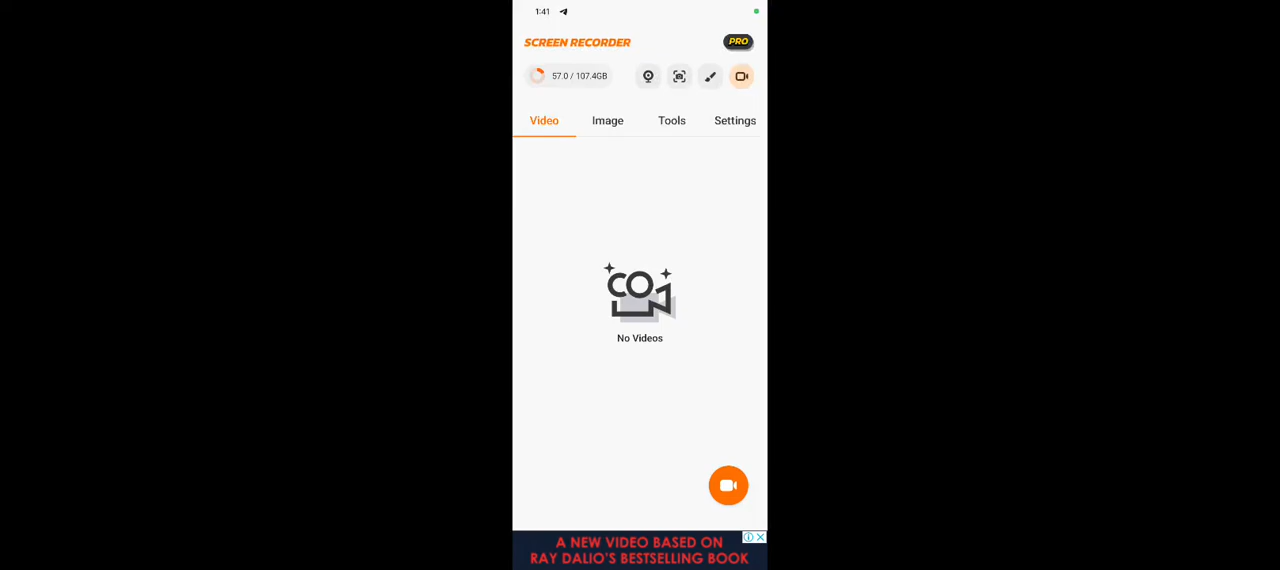 1:41
SCREEN RECORDER
PRO
57.0 / 107.4GB
Video Image Tools Settings
No Videos
A NEW VIDEO BASED ON
RAY DALIO'S BESTSELLING BOOK